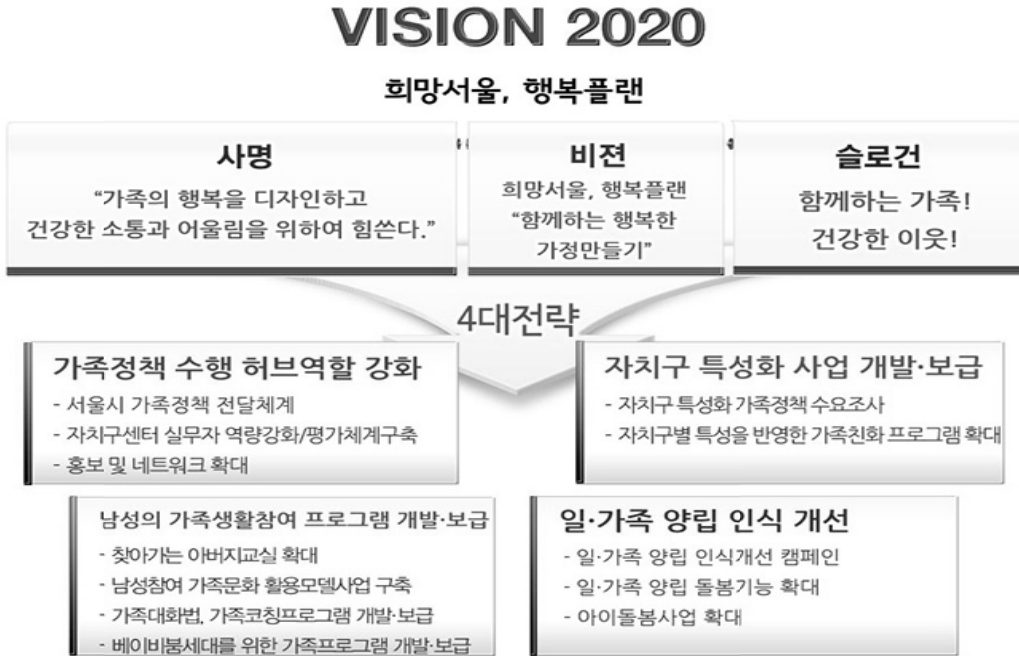 VISION 2020
희망서울, 행복플랜
사명
“가족의 행복을 디자인하고
건강한 소통과 어울림을 위하여 힘쓴다.”
비젼
희망서울, 행복플랜
“함께하는 행복한
가정만들기”
슬로건
함께하는 가족!
건강한 이웃!
4대전략
가족정책 수행 허브역할 강화
- 서울시 가족정책 전달체계
- 자치구센터 실무자 역량강화/평가체계구축
- 홍보 및 네트워크 확대
자치구 특성화 사업 개발·보급
- 자치구 특성화 가족정책 수요조사
- 자치구별 특성을 반영한 가족친화 프로그램 확대
남성의 가족생활참여 프로그램 개발·보급
- 찾아가는 아버지교실 확대
- 남성참여 가족문화 활용모델사업 구축
- 가족대화법, 가족코칭프로그램 개발·보급
- 베이비붐세대를 위한 가족프로그램 개발·보급
일·가족 양립 인식 개선
- 일·가족 양립 인식개선 캠페인
- 일·가족 양립 돌봄기능 확대
- 아이돌봄사업 확대